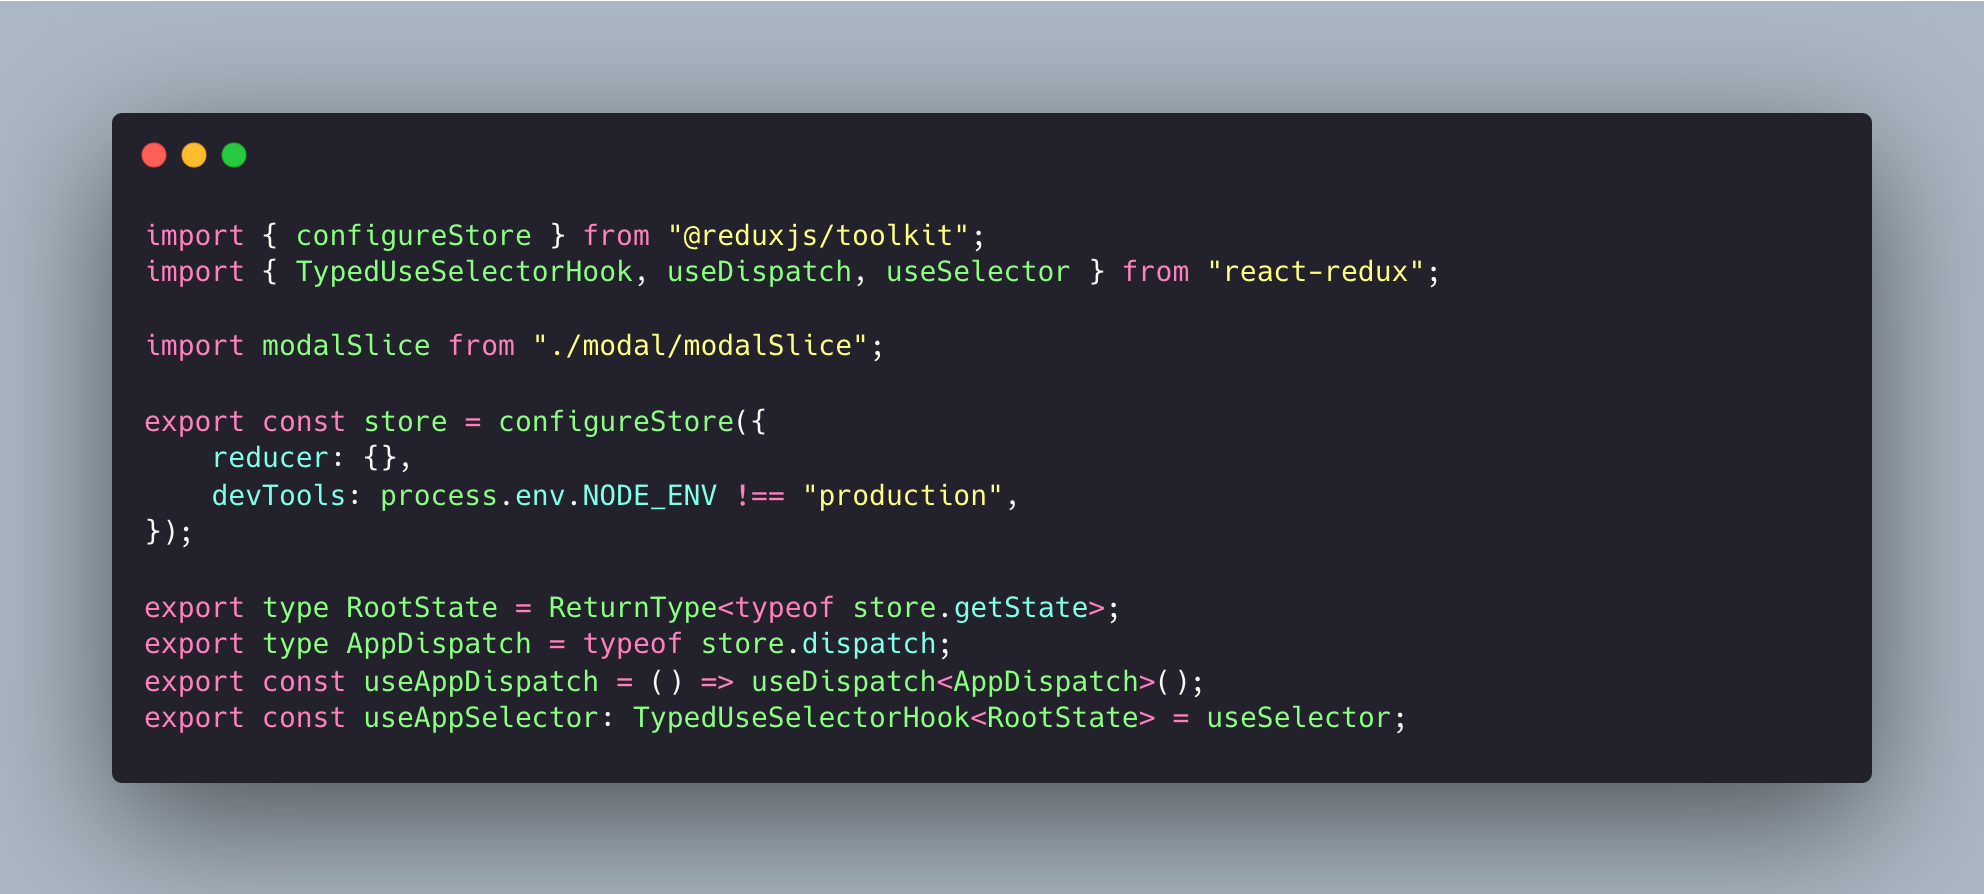 import { configureStore } from "@reduxjs/toolkit";
import { TypedUseSelectorHook, useDispatch, useSelector } from "react-redux";

import modalSlice from "./modal/modalSlice";

export const store = configureStore({
    reducer: {},
    devTools: process.env.NODE_ENV !== "production",
});

export type RootState = ReturnType<typeof store.getState>;
export type AppDispatch = typeof store.dispatch;
export const useAppDispatch = () => useDispatch<AppDispatch>();
export const useAppSelector: TypedUseSelectorHook<RootState> = useSelector;